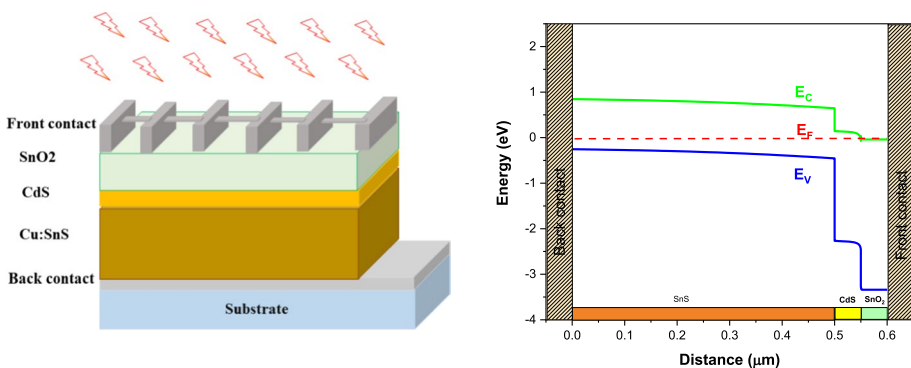 Front contact
SnO2
CdS
Cu:SnS
Back contact
Substrate
Energy (eV)
1
0
-1
-2
-3
-4
Back contact
E_C
E_F
E_V
Front contact
SnS
CdS
SnO₂
0.0 0.1 0.2 0.3 0.4 0.5 0.6
Distance (μm)